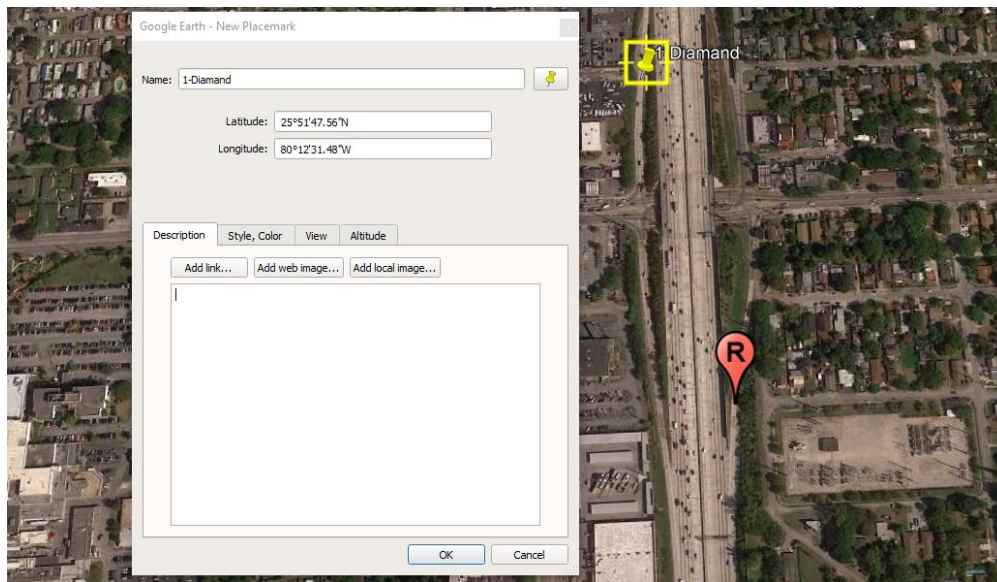 Google Earth - New Placemark
Name: 1-Diamand
Latitude: 25°51'47.56"N
Longitude: 80°12'31.48"W
Description Style, Color View Altitude
Add link... Add web image... Add local image...
OK Cancel
1 Diamand
R